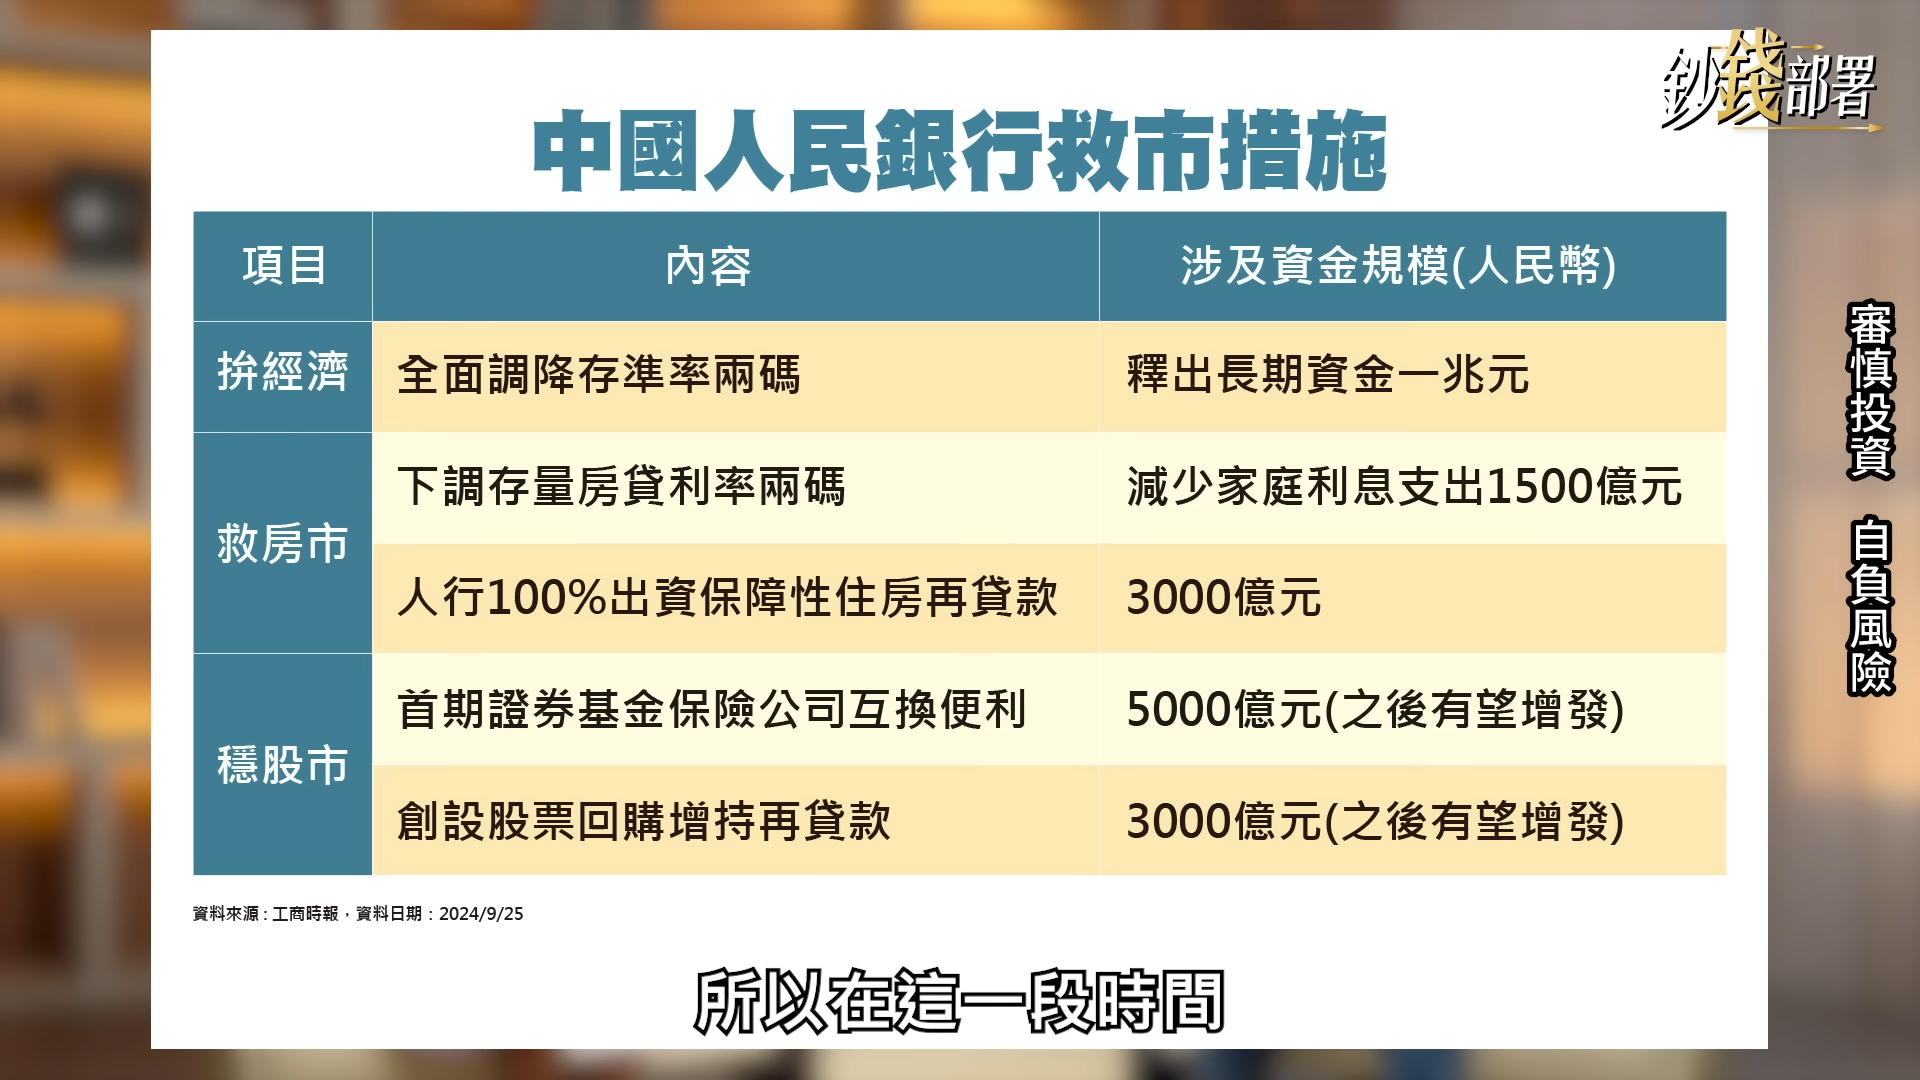 鈔錢部署
中國人民銀行救市措施
項目
內容
涉及資金規模(人民幣)
拚經濟
全面調降存準率兩碼
釋出長期資金一兆元
救房市
下調存量房貸利率兩碼
減少家庭利息支出1500億元
人行100%出資保障性住房再貸款
3000億元
穩股市
首期證券基金保險公司互換便利
5000億元(之後有望增發)
創設股票回購增持再貸款
3000億元(之後有望增發)
資料來源:工商時報，資料日期：2024/9/25
審慎投資 自負風險
所以在這一段時間